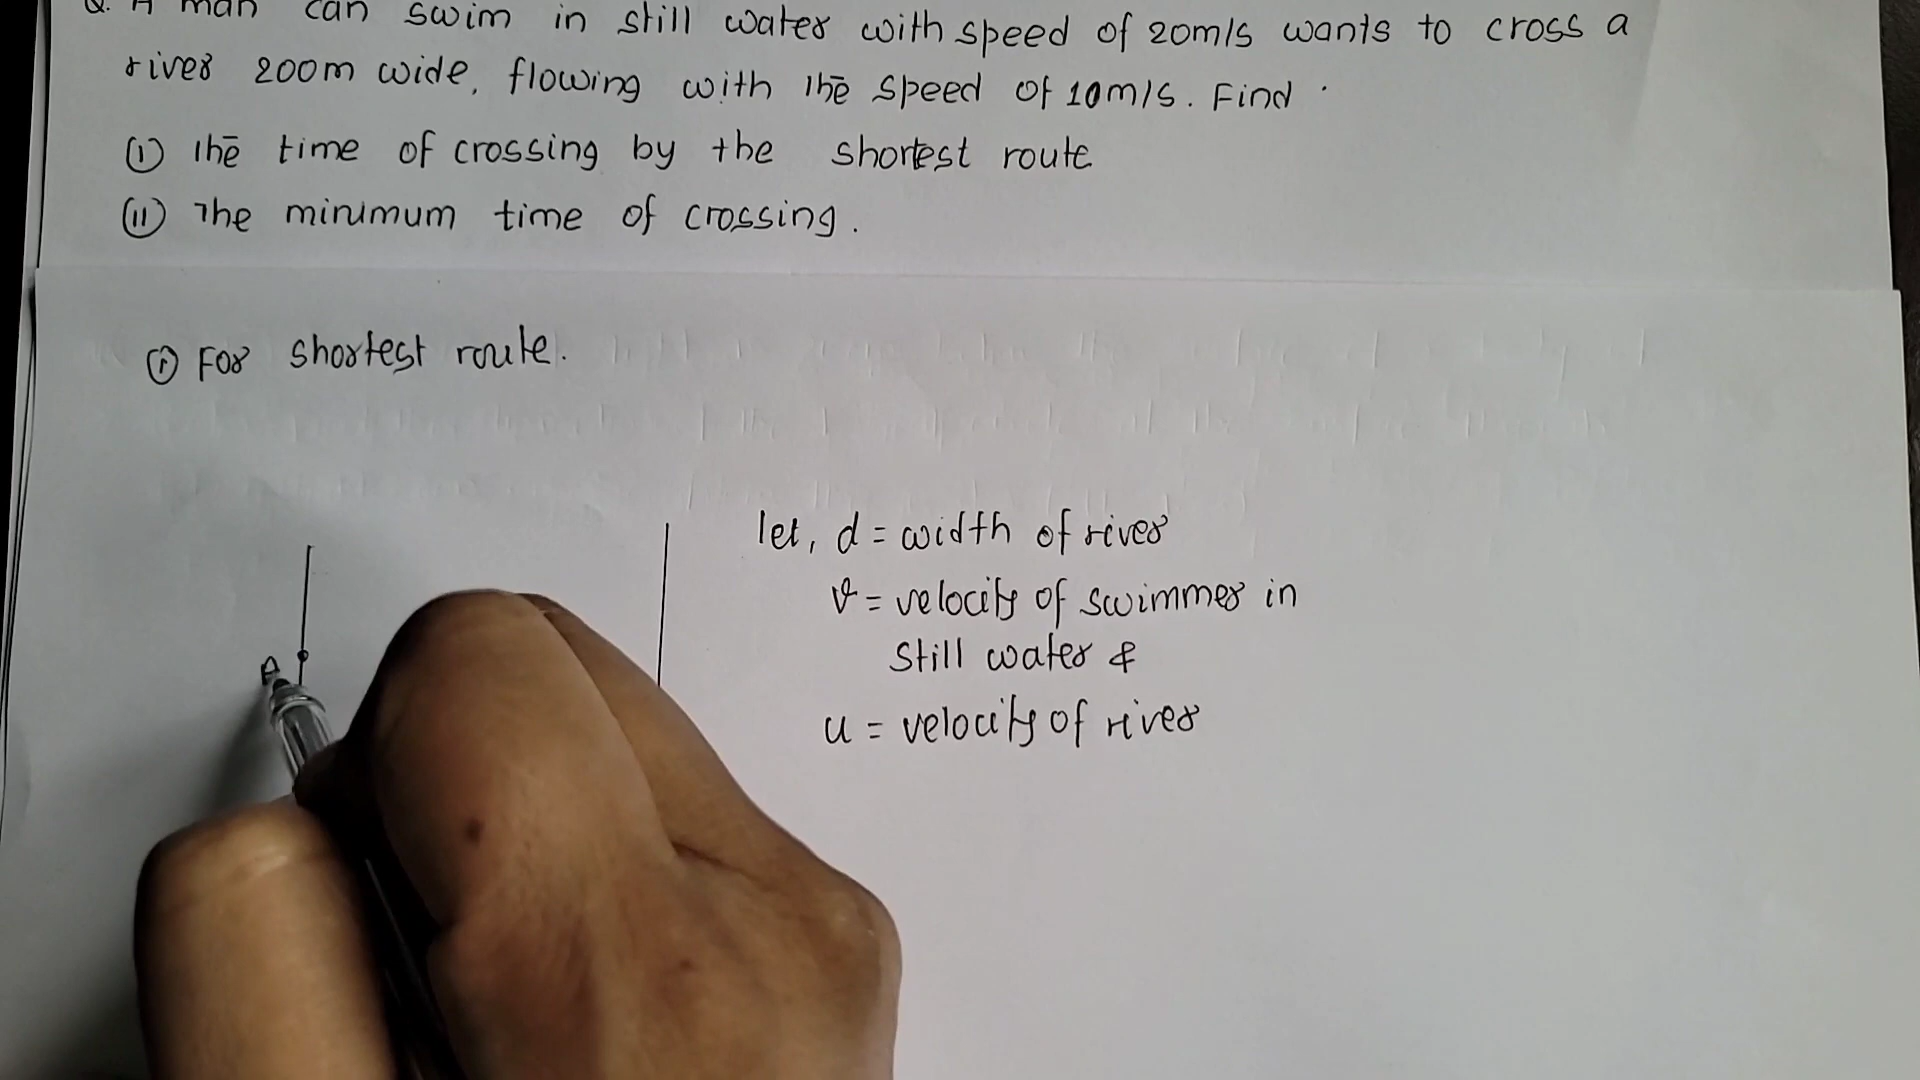 Q. A man can swim in still water with speed of 20m/s wants to cross a
river 200m wide, flowing with the speed of 10m/s. Find
(i) The time of crossing by the shortest route
(ii) The minimum time of crossing.
(i) For shortest route.
let, d = width of river
v = velocity of swimmer in
still water &
A
u = velocity of river